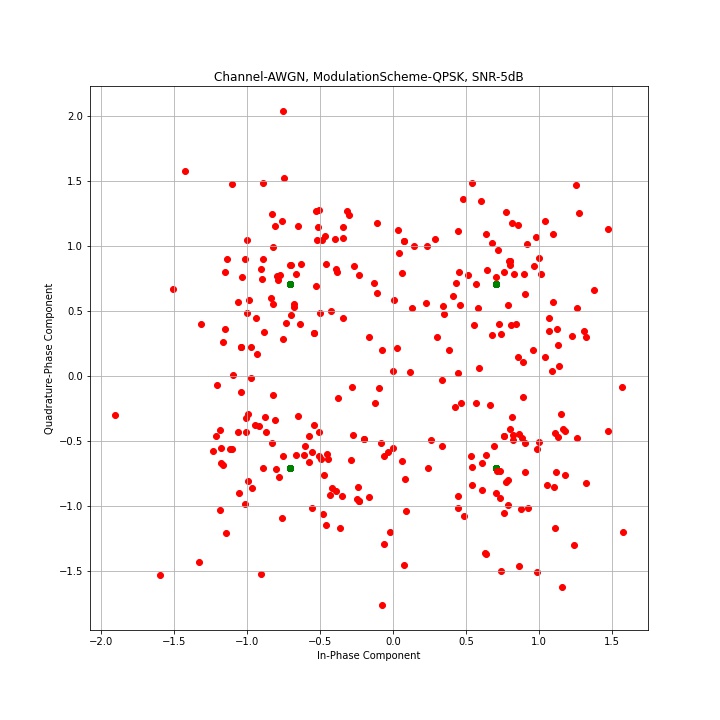 Channel-AWGN, ModulationScheme-QPSK, SNR-5dB
2.0
1.5
1.0
0.5
0.0
−0.5
−1.0
−1.5
Quadrature-Phase Component
−2.0 −1.5 −1.0 −0.5 0.0 0.5 1.0 1.5
In-Phase Component